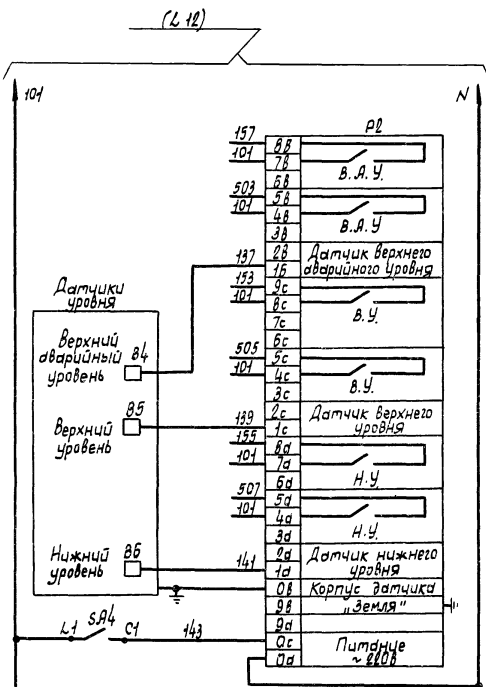 (L 12)
101
N
P2
157
8в
101
7в
В.А.У.
6в
503
5в
101
4в
В.А.У
3в
137
2в
Датчик верхнего
1в
аварийного уровня
153
9с
101
8с
В.У.
7с
6с
505
5с
101
4с
В.У.
3с
139
2с
Датчик верхнего
1с
уровня
155
8d
101
7d
Н.У.
6d
507
5d
101
4d
Н.У.
3d
141
2d
Датчик нижнего
1d
уровня
0в
Корпус датчика
9в
„Земля"
9d
0с
Питание
0d
~ 220в
Датчики
уровня
Верхний
аварийный
уровень
В4
Верхний
уровень
В5
Нижний
уровень
В6
L1
SA4
C1
143